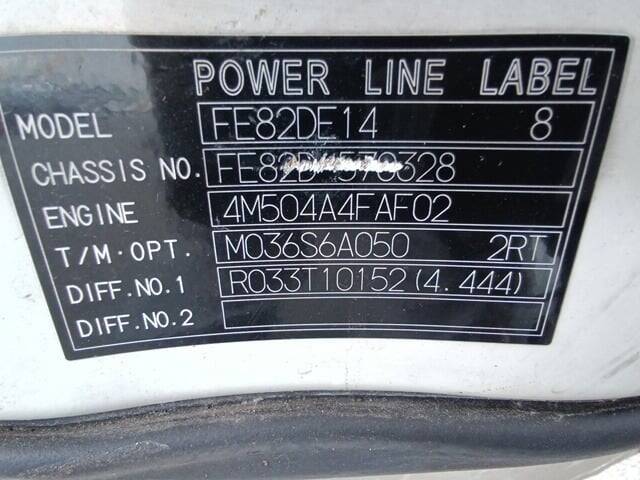 POWER LINE LABEL
MODEL FE82DE14 8
CHASSIS NO.
ENGINE 4M504A4FAF02
T/M·OPT. M036S6A050 2RT
DIFF.NO.1 R033T10152(4.444)
DIFF.NO.2